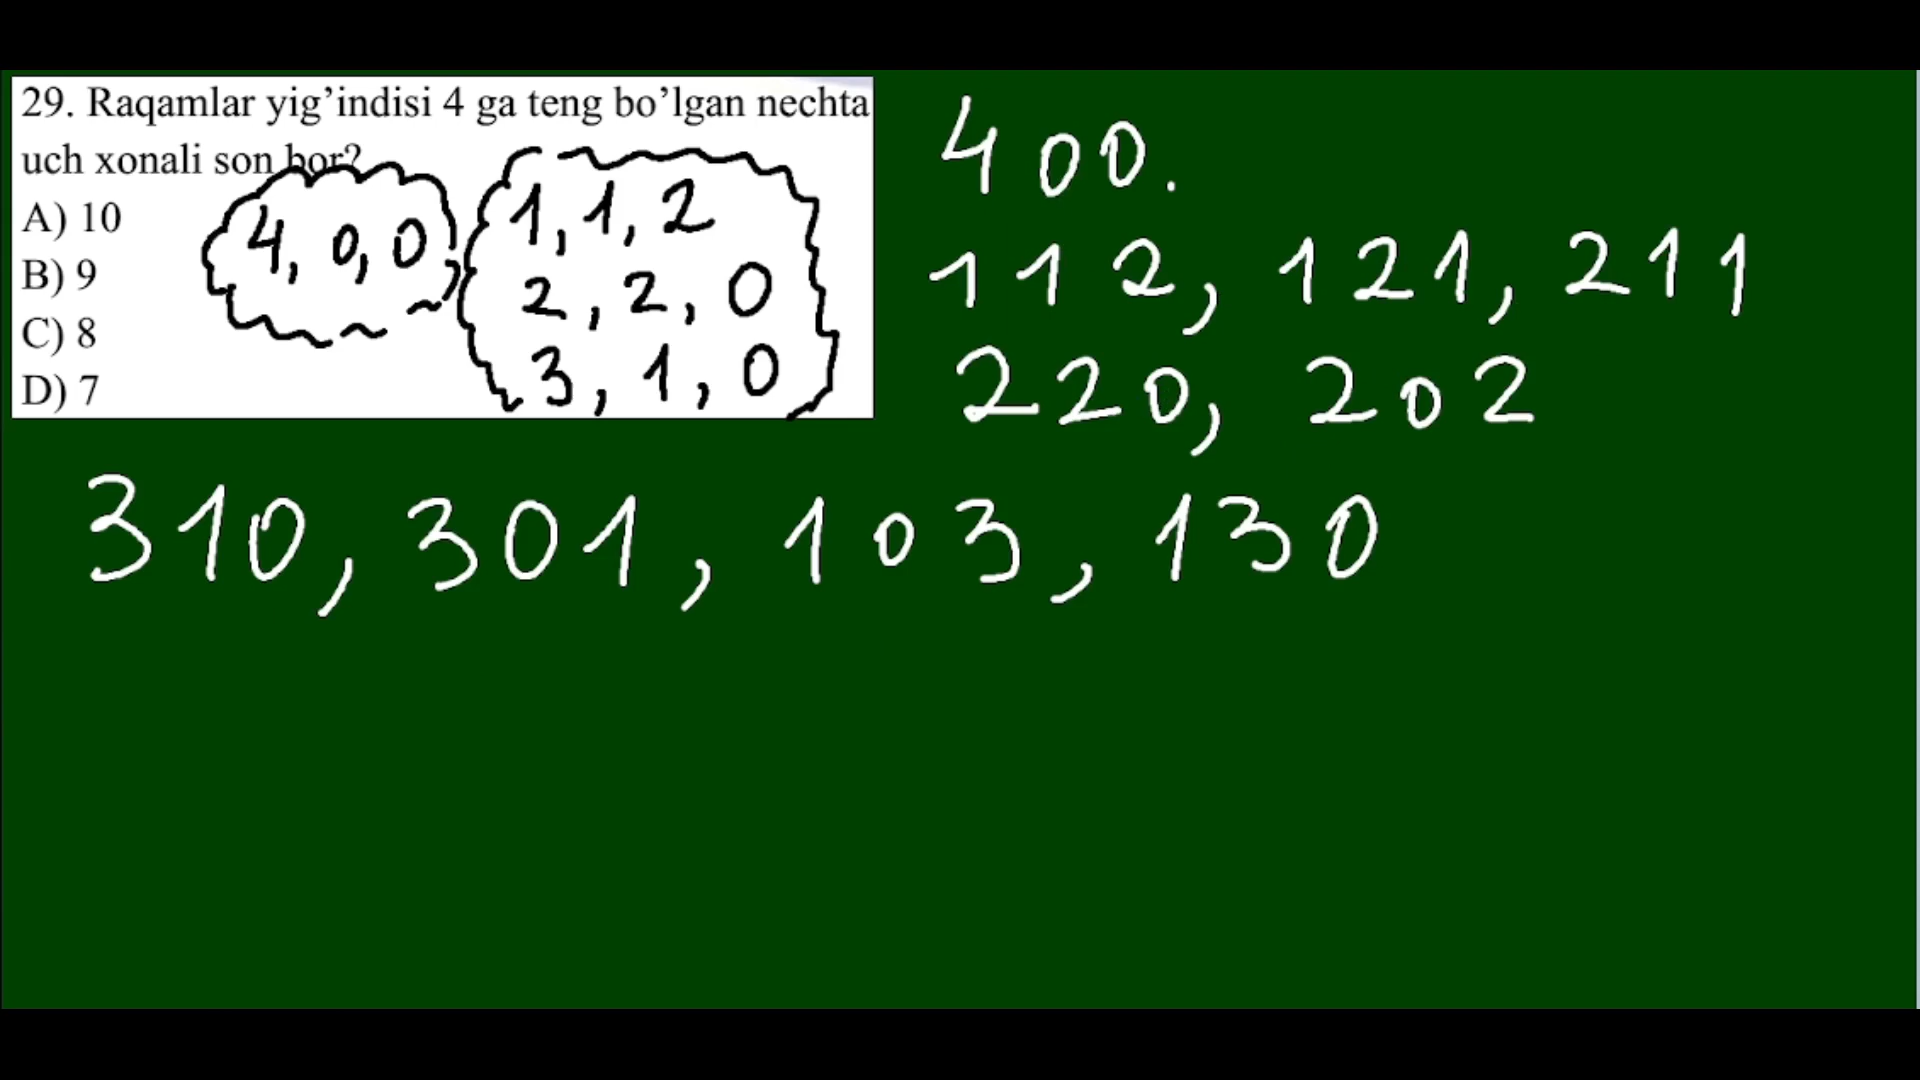 29. Raqamlar yig’indisi 4 ga teng bo’lgan nechta
uch xonali son bor?
A) 10
B) 9
C) 8
D) 7
4, 0, 0
1, 1, 2
2, 2, 0
3, 1, 0
400.
112, 121, 211
220, 202
310, 301, 103, 130